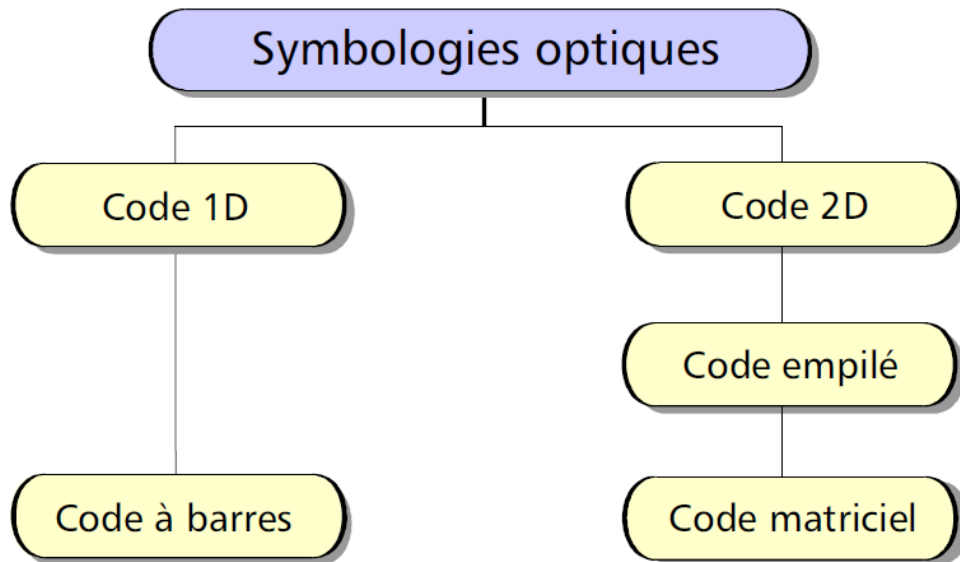 Symbologies optiques
Code 1D
Code 2D
Code empilé
Code à barres
Code matriciel